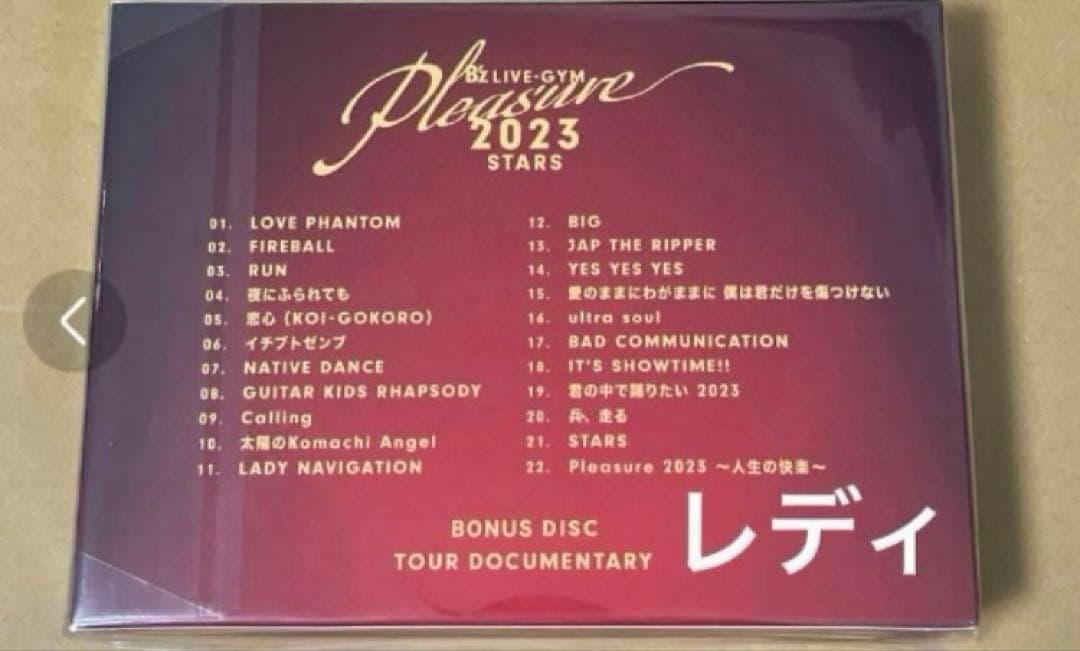 B'z LIVE-GYM
Pleasure
2023
STARS
01. LOVE PHANTOM
02. FIREBALL
03. RUN
04. 夜にふられても
05. 恋心 (KOI-GOKORO)
06. イチブトゼンブ
07. NATIVE DANCE
08. GUITAR KIDS RHAPSODY
09. Calling
10. 太陽のKomachi Angel
11. LADY NAVIGATION
12. BIG
13. JAP THE RIPPER
14. YES YES YES
15. 愛のままにわがままに 僕は君だけを傷つけない
16. ultra soul
17. BAD COMMUNICATION
18. IT'S SHOWTIME!!
19. 君の中で踊りたい 2023
20. 兵、走る
21. STARS
22. Pleasure 2023 〜人生の快楽〜
BONUS DISC
TOUR DOCUMENTARY
レディ